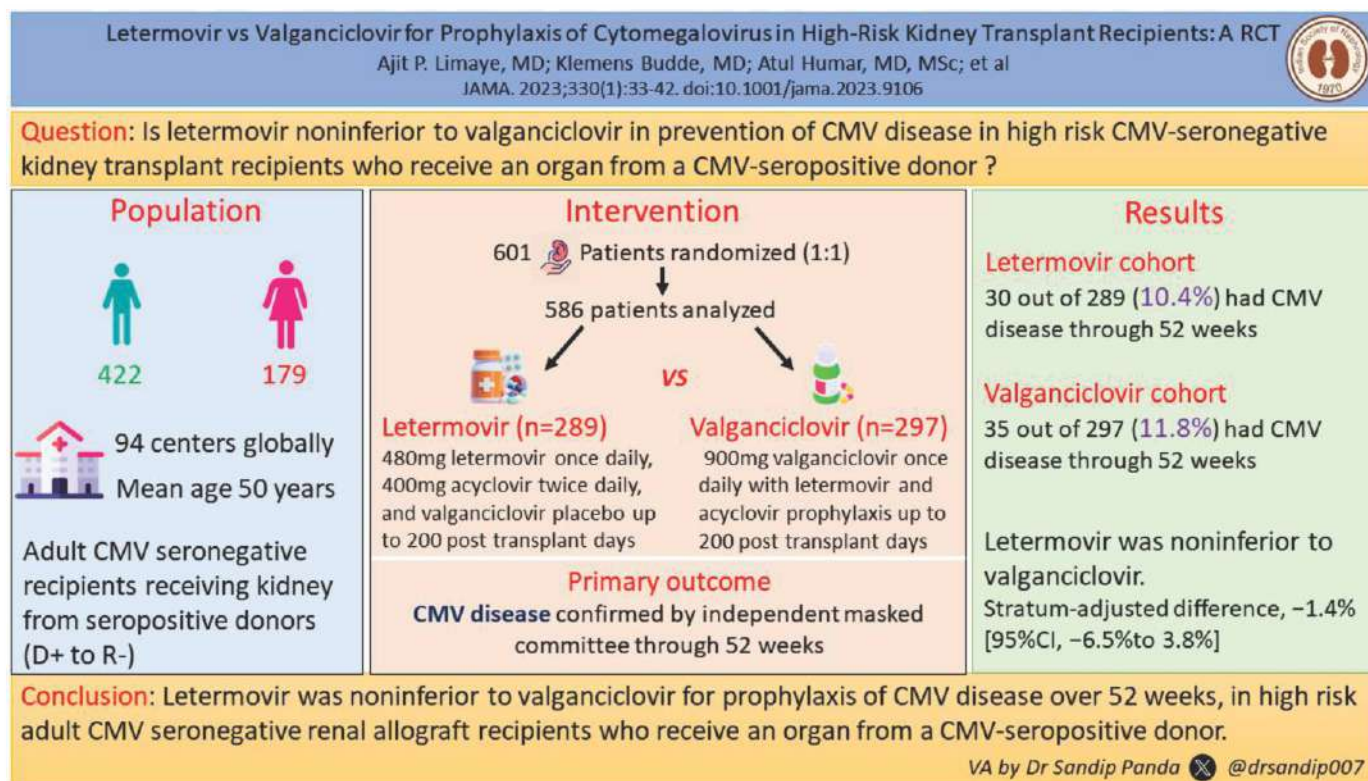 Letermovir vs Valganciclovir for Prophylaxis of Cytomegalovirus in High-Risk Kidney Transplant Recipients: A RCT
Ajit P. Limaye, MD; Klemens Budde, MD; Atul Humar, MD, MSc; et al
JAMA. 2023;330(1):33-42. doi:10.1001/jama.2023.9106
Indian Society of Nephrology
1970
Question: Is letermovir noninferior to valganciclovir in prevention of CMV disease in high risk CMV-seronegative
kidney transplant recipients who receive an organ from a CMV-seropositive donor ?
Population
422
179
94 centers globally
Mean age 50 years
Adult CMV seronegative
recipients receiving kidney
from seropositive donors
(D+ to R-)
Intervention
601 Patients randomized (1:1)
586 patients analyzed
vs
Letermovir (n=289)
480mg letermovir once daily,
400mg acyclovir twice daily,
and valganciclovir placebo up
to 200 post transplant days
Valganciclovir (n=297)
900mg valganciclovir once
daily with letermovir and
acyclovir prophylaxis up to
200 post transplant days
Primary outcome
CMV disease confirmed by independent masked
committee through 52 weeks
Results
Letermovir cohort
30 out of 289 (10.4%) had CMV
disease through 52 weeks
Valganciclovir cohort
35 out of 297 (11.8%) had CMV
disease through 52 weeks
Letermovir was noninferior to
valganciclovir.
Stratum-adjusted difference, −1.4%
[95%CI, −6.5%to 3.8%]
Conclusion: Letermovir was noninferior to valganciclovir for prophylaxis of CMV disease over 52 weeks, in high risk
adult CMV seronegative renal allograft recipients who receive an organ from a CMV-seropositive donor.
VA by Dr Sandip Panda X @drsandip007